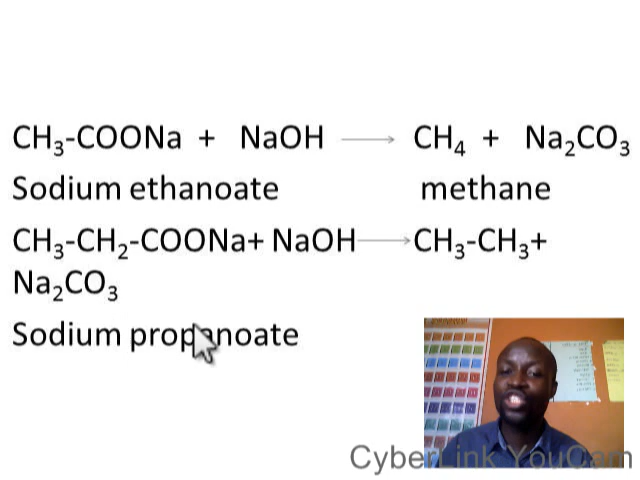 CH₃-COONa + NaOH ⟶ CH₄ + Na₂CO₃
Sodium ethanoate methane
CH₃-CH₂-COONa+ NaOH⟶CH₃-CH₃+
Na₂CO₃
Sodium propanoate
CyberLink YouCam